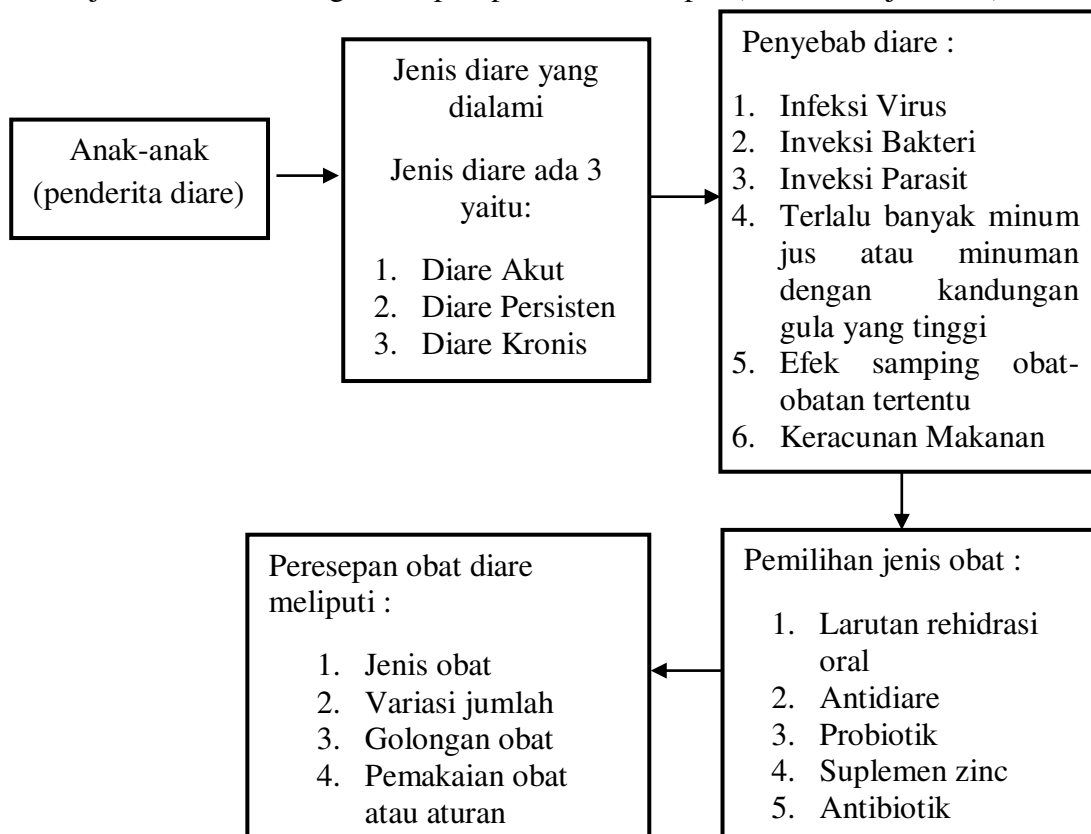 Anak-anak
(penderita diare)
Jenis diare yang
dialami
Jenis diare ada 3
yaitu:
1. Diare Akut
2. Diare Persisten
3. Diare Kronis
Penyebab diare :
1. Infeksi Virus
2. Inveksi Bakteri
3. Inveksi Parasit
4. Terlalu banyak minum
jus atau minuman
dengan kandungan
gula yang tinggi
5. Efek samping obat-
obatan tertentu
6. Keracunan Makanan
Pemilihan jenis obat :
1. Larutan rehidrasi
oral
2. Antidiare
3. Probiotik
4. Suplemen zinc
5. Antibiotik
Peresepan obat diare
meliputi :
1. Jenis obat
2. Variasi jumlah
3. Golongan obat
4. Pemakaian obat
atau aturan